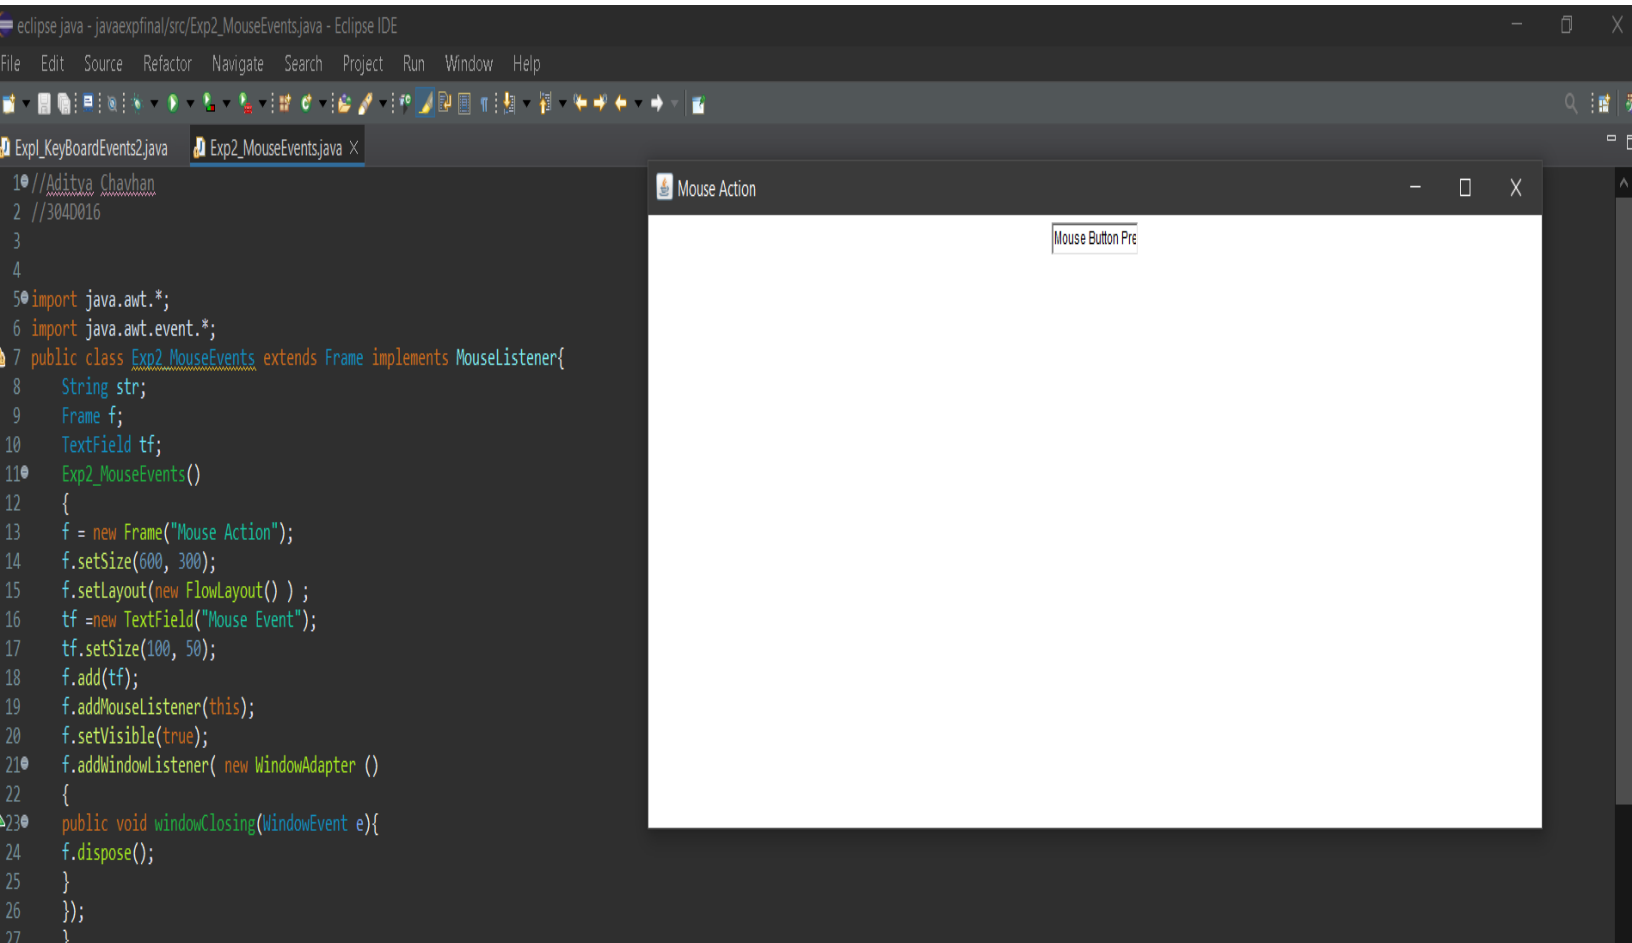 eclipse java - javaexpfinal/src/Exp2_MouseEvents.java - Eclipse IDE
File Edit Source Refactor Navigate Search Project Run Window Help
ExpI_KeyBoardEvents2.java Exp2_MouseEvents.java
1 //Aditya Chavhan
2 //304D016
3
4
5 import java.awt.*;
6 import java.awt.event.*;
7 public class Exp2_MouseEvents extends Frame implements MouseListener{
8 String str;
9 Frame f;
10 TextField tf;
11 Exp2_MouseEvents()
12 {
13 f = new Frame("Mouse Action");
14 f.setSize(600, 300);
15 f.setLayout(new FlowLayout() ) ;
16 tf =new TextField("Mouse Event");
17 tf.setSize(100, 50);
18 f.add(tf);
19 f.addMouseListener(this);
20 f.setVisible(true);
21 f.addWindowListener( new WindowAdapter ()
22 {
23 public void windowClosing(WindowEvent e){
24 f.dispose();
25 }
26 });
27 }
Mouse Action
Mouse Button Pre